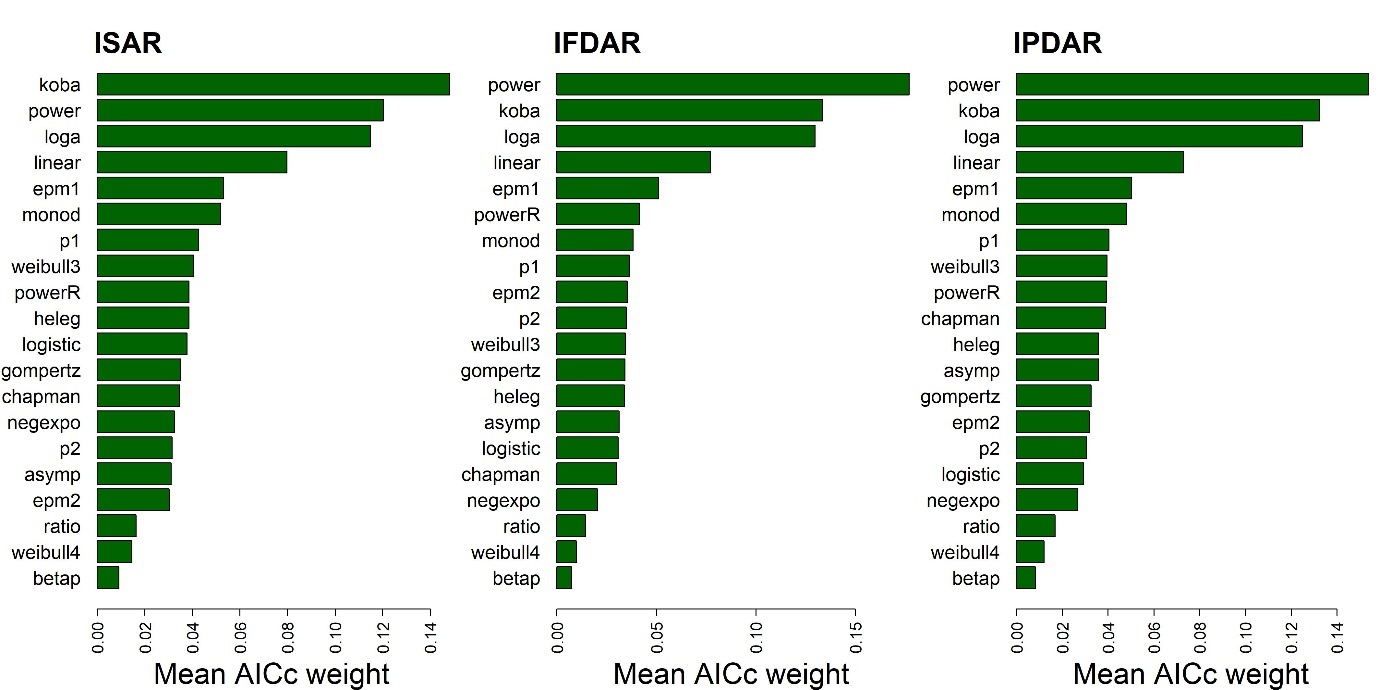 ISAR
koba
power
loga
linear
epm1
monod
p1
weibull3
powerR
heleg
logistic
gompertz
chapman
negexpo
p2
asymp
epm2
ratio
weibull4
betap
0.00 0.02 0.04 0.06 0.08 0.10 0.12 0.14
Mean AICc weight
IFDAR
power
koba
loga
linear
epm1
powerR
monod
p1
epm2
p2
weibull3
gompertz
heleg
asymp
logistic
chapman
negexpo
ratio
weibull4
betap
0.00 0.05 0.10 0.15
Mean AICc weight
IPDAR
power
koba
loga
linear
epm1
monod
p1
weibull3
powerR
chapman
heleg
asymp
gompertz
epm2
p2
logistic
negexpo
ratio
weibull4
betap
0.00 0.02 0.04 0.06 0.08 0.10 0.12 0.14
Mean AICc weight